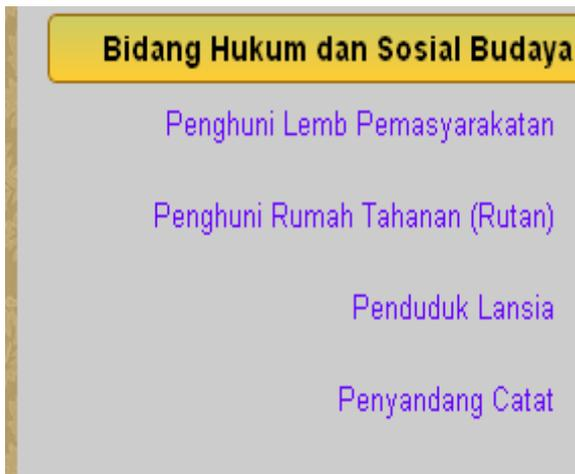 Bidang Hukum dan Sosial Budaya
Penghuni Lemb Pemasyarakatan
Penghuni Rumah Tahanan (Rutan)
Penduduk Lansia
Penyandang Catat